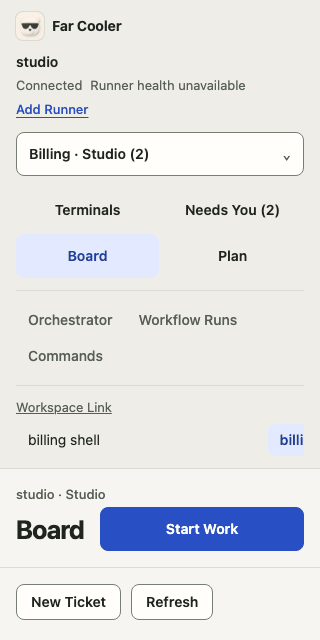 Far Cooler
studio
Connected Runner health unavailable
Add Runner
Billing · Studio (2)
Terminals Needs You (2)
Board Plan
Orchestrator Workflow Runs
Commands
Workspace Link
billing shell billi
studio · Studio
Board Start Work
New Ticket Refresh